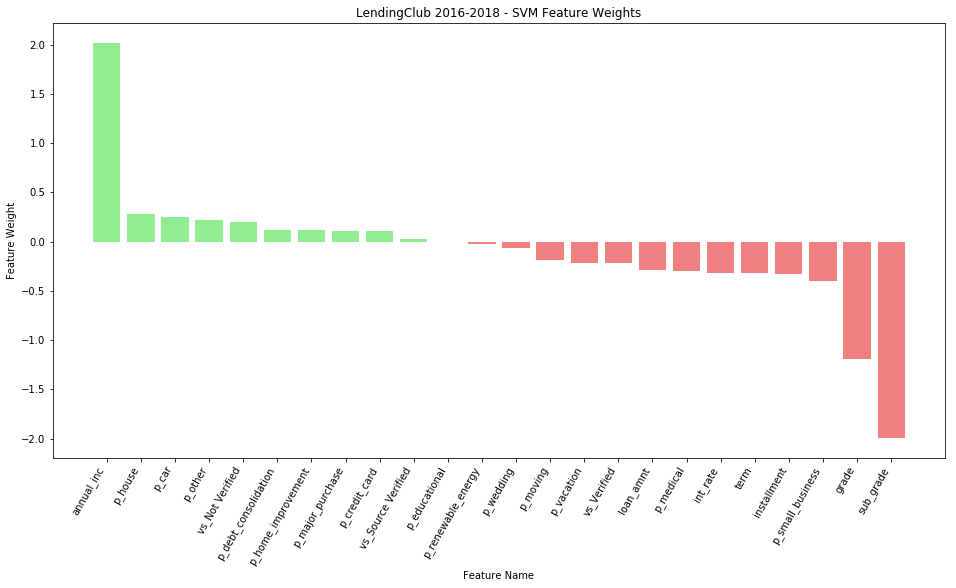 LendingClub 2016-2018 - SVM Feature Weights
Feature Weight
2.0
1.5
1.0
0.5
0.0
−0.5
−1.0
−1.5
−2.0
annual_inc
p_house
p_car
p_other
vs_Not Verified
p_debt_consolidation
p_home_improvement
p_major_purchase
p_credit_card
vs_Source Verified
p_educational
p_renewable_energy
p_wedding
p_moving
p_vacation
vs_Verified
loan_amnt
p_medical
int_rate
term
installment
p_small_business
grade
sub_grade
Feature Name